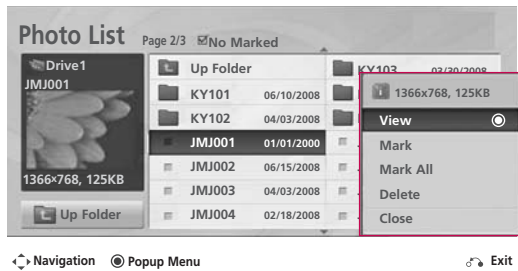 Photo List Page 2/3 No Marked
Drive1
JMJ001
1366x768, 125KB
Up Folder
Up Folder
KY101 06/10/2008
KY102 04/03/2008
JMJ001 01/01/2000
JMJ002 06/15/2008
JMJ003 04/03/2008
JMJ004 02/18/2008
KY103 03/30/2008
1366x768, 125KB
View
Mark
Mark All
Delete
Close
Navigation Popup Menu Exit